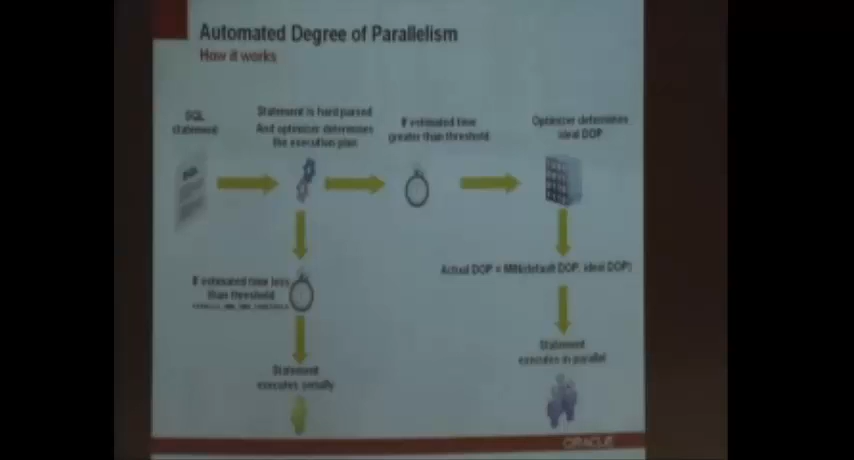 Automated Degree of Parallelism
How it works
SQL
statement
Statement is hard parsed
And optimizer determines
the execution plan
If estimated time
greater than threshold
Optimizer determines
ideal DOP
SQL
If estimated time less
than threshold
Actual DOP = MIN(default DOP, ideal DOP)
Statement
executes serially
Statement
executes in parallel
ORACLE